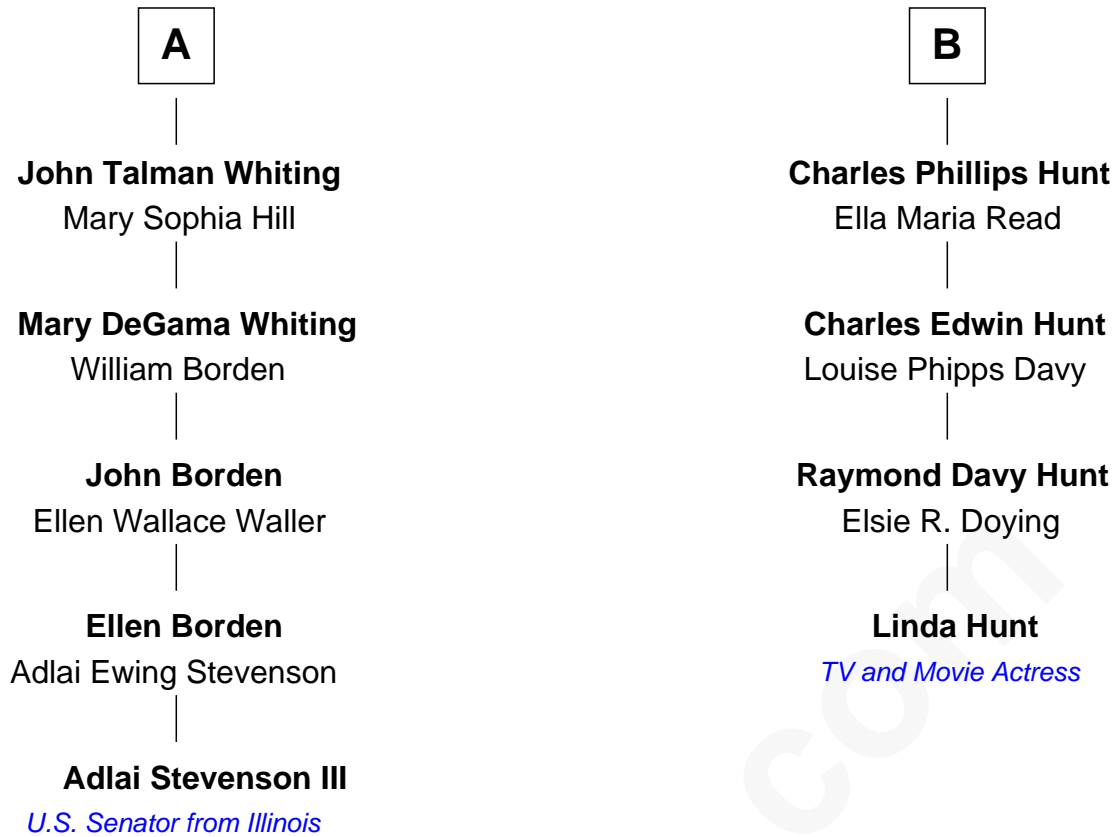 A
John Talman Whiting
Mary Sophia Hill
Mary DeGama Whiting
William Borden
John Borden
Ellen Wallace Waller
Ellen Borden
Adlai Ewing Stevenson
Adlai Stevenson III
U.S. Senator from Illinois
B
Charles Phillips Hunt
Ella Maria Read
Charles Edwin Hunt
Louise Phipps Davy
Raymond Davy Hunt
Elsie R. Doying
Linda Hunt
TV and Movie Actress
com